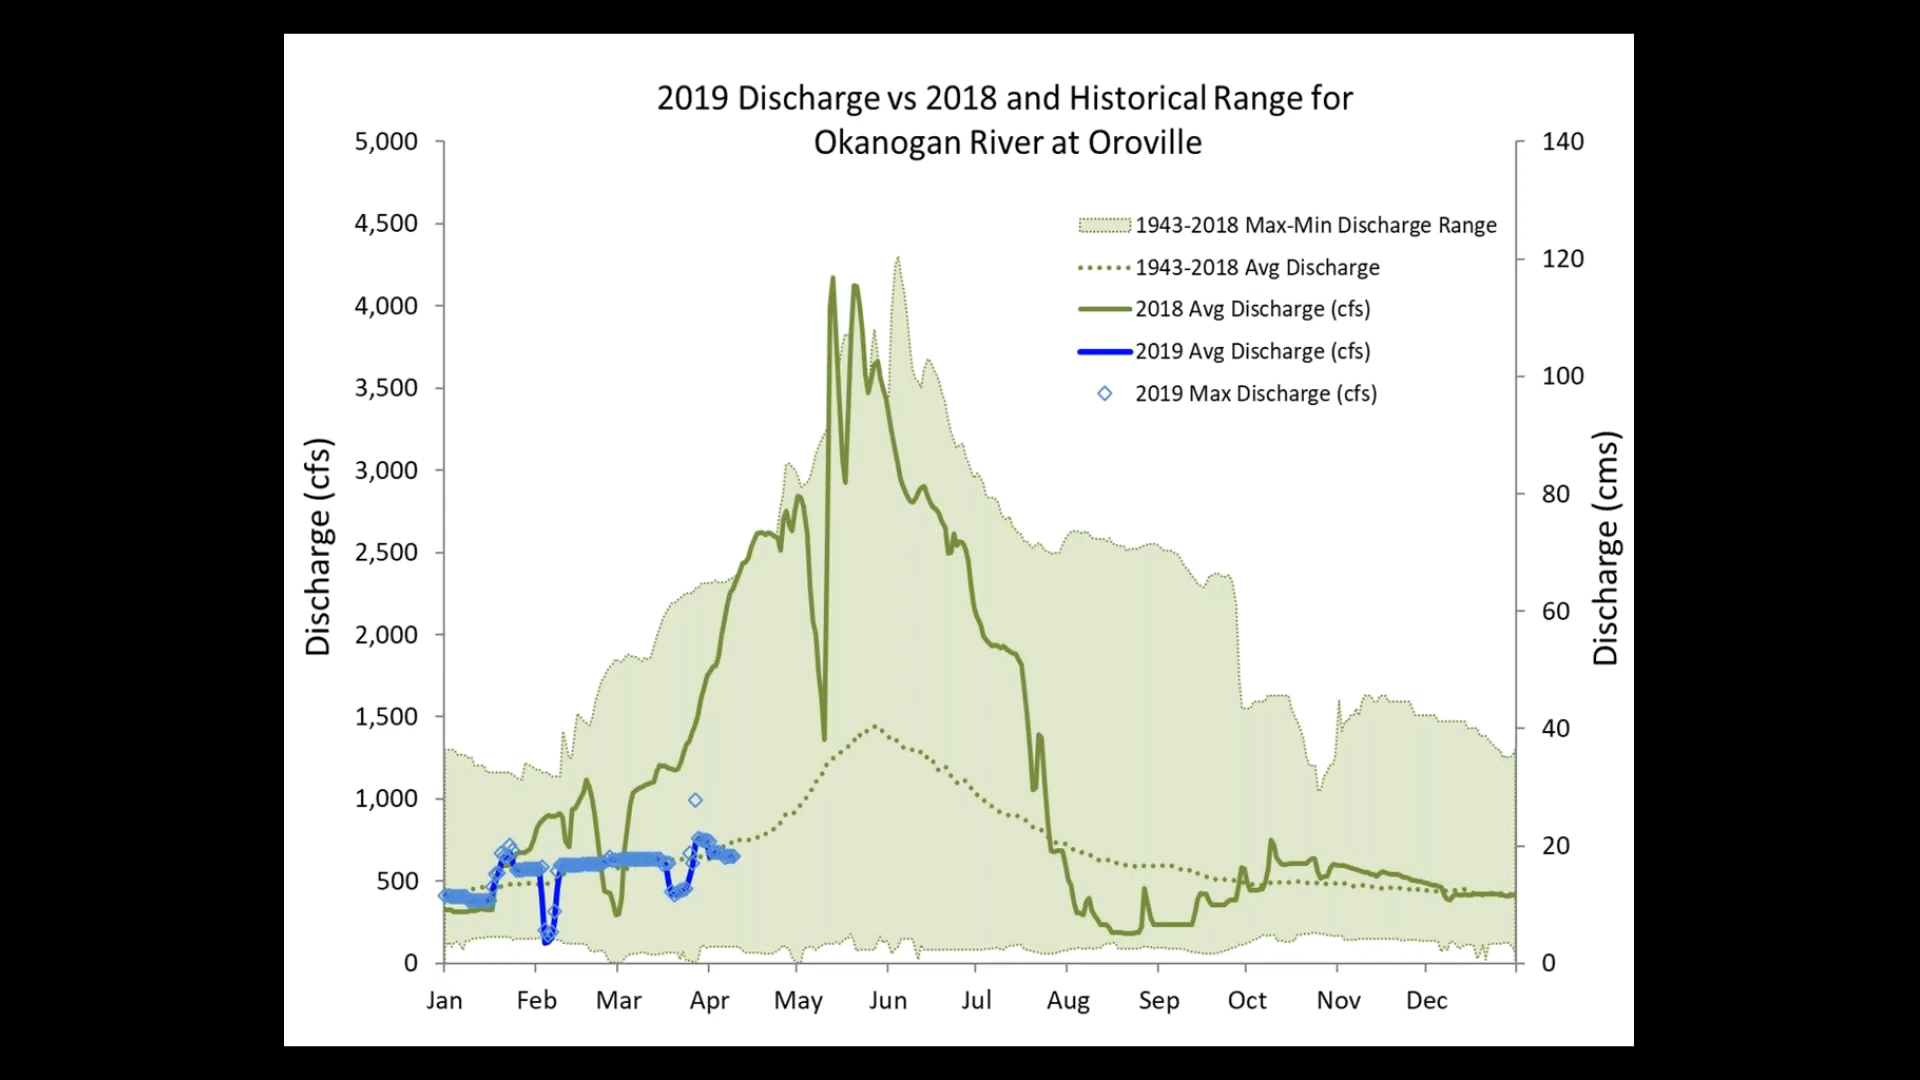 2019 Discharge vs 2018 and Historical Range for
Okanogan River at Oroville
5,000
4,500
4,000
3,500
3,000
2,500
2,000
1,500
1,000
500
0
Discharge (cfs)
1943-2018 Max-Min Discharge Range
1943-2018 Avg Discharge
2018 Avg Discharge (cfs)
2019 Avg Discharge (cfs)
2019 Max Discharge (cfs)
140
120
100
80
60
40
20
0
Discharge (cms)
Jan Feb Mar Apr May Jun Jul Aug Sep Oct Nov Dec